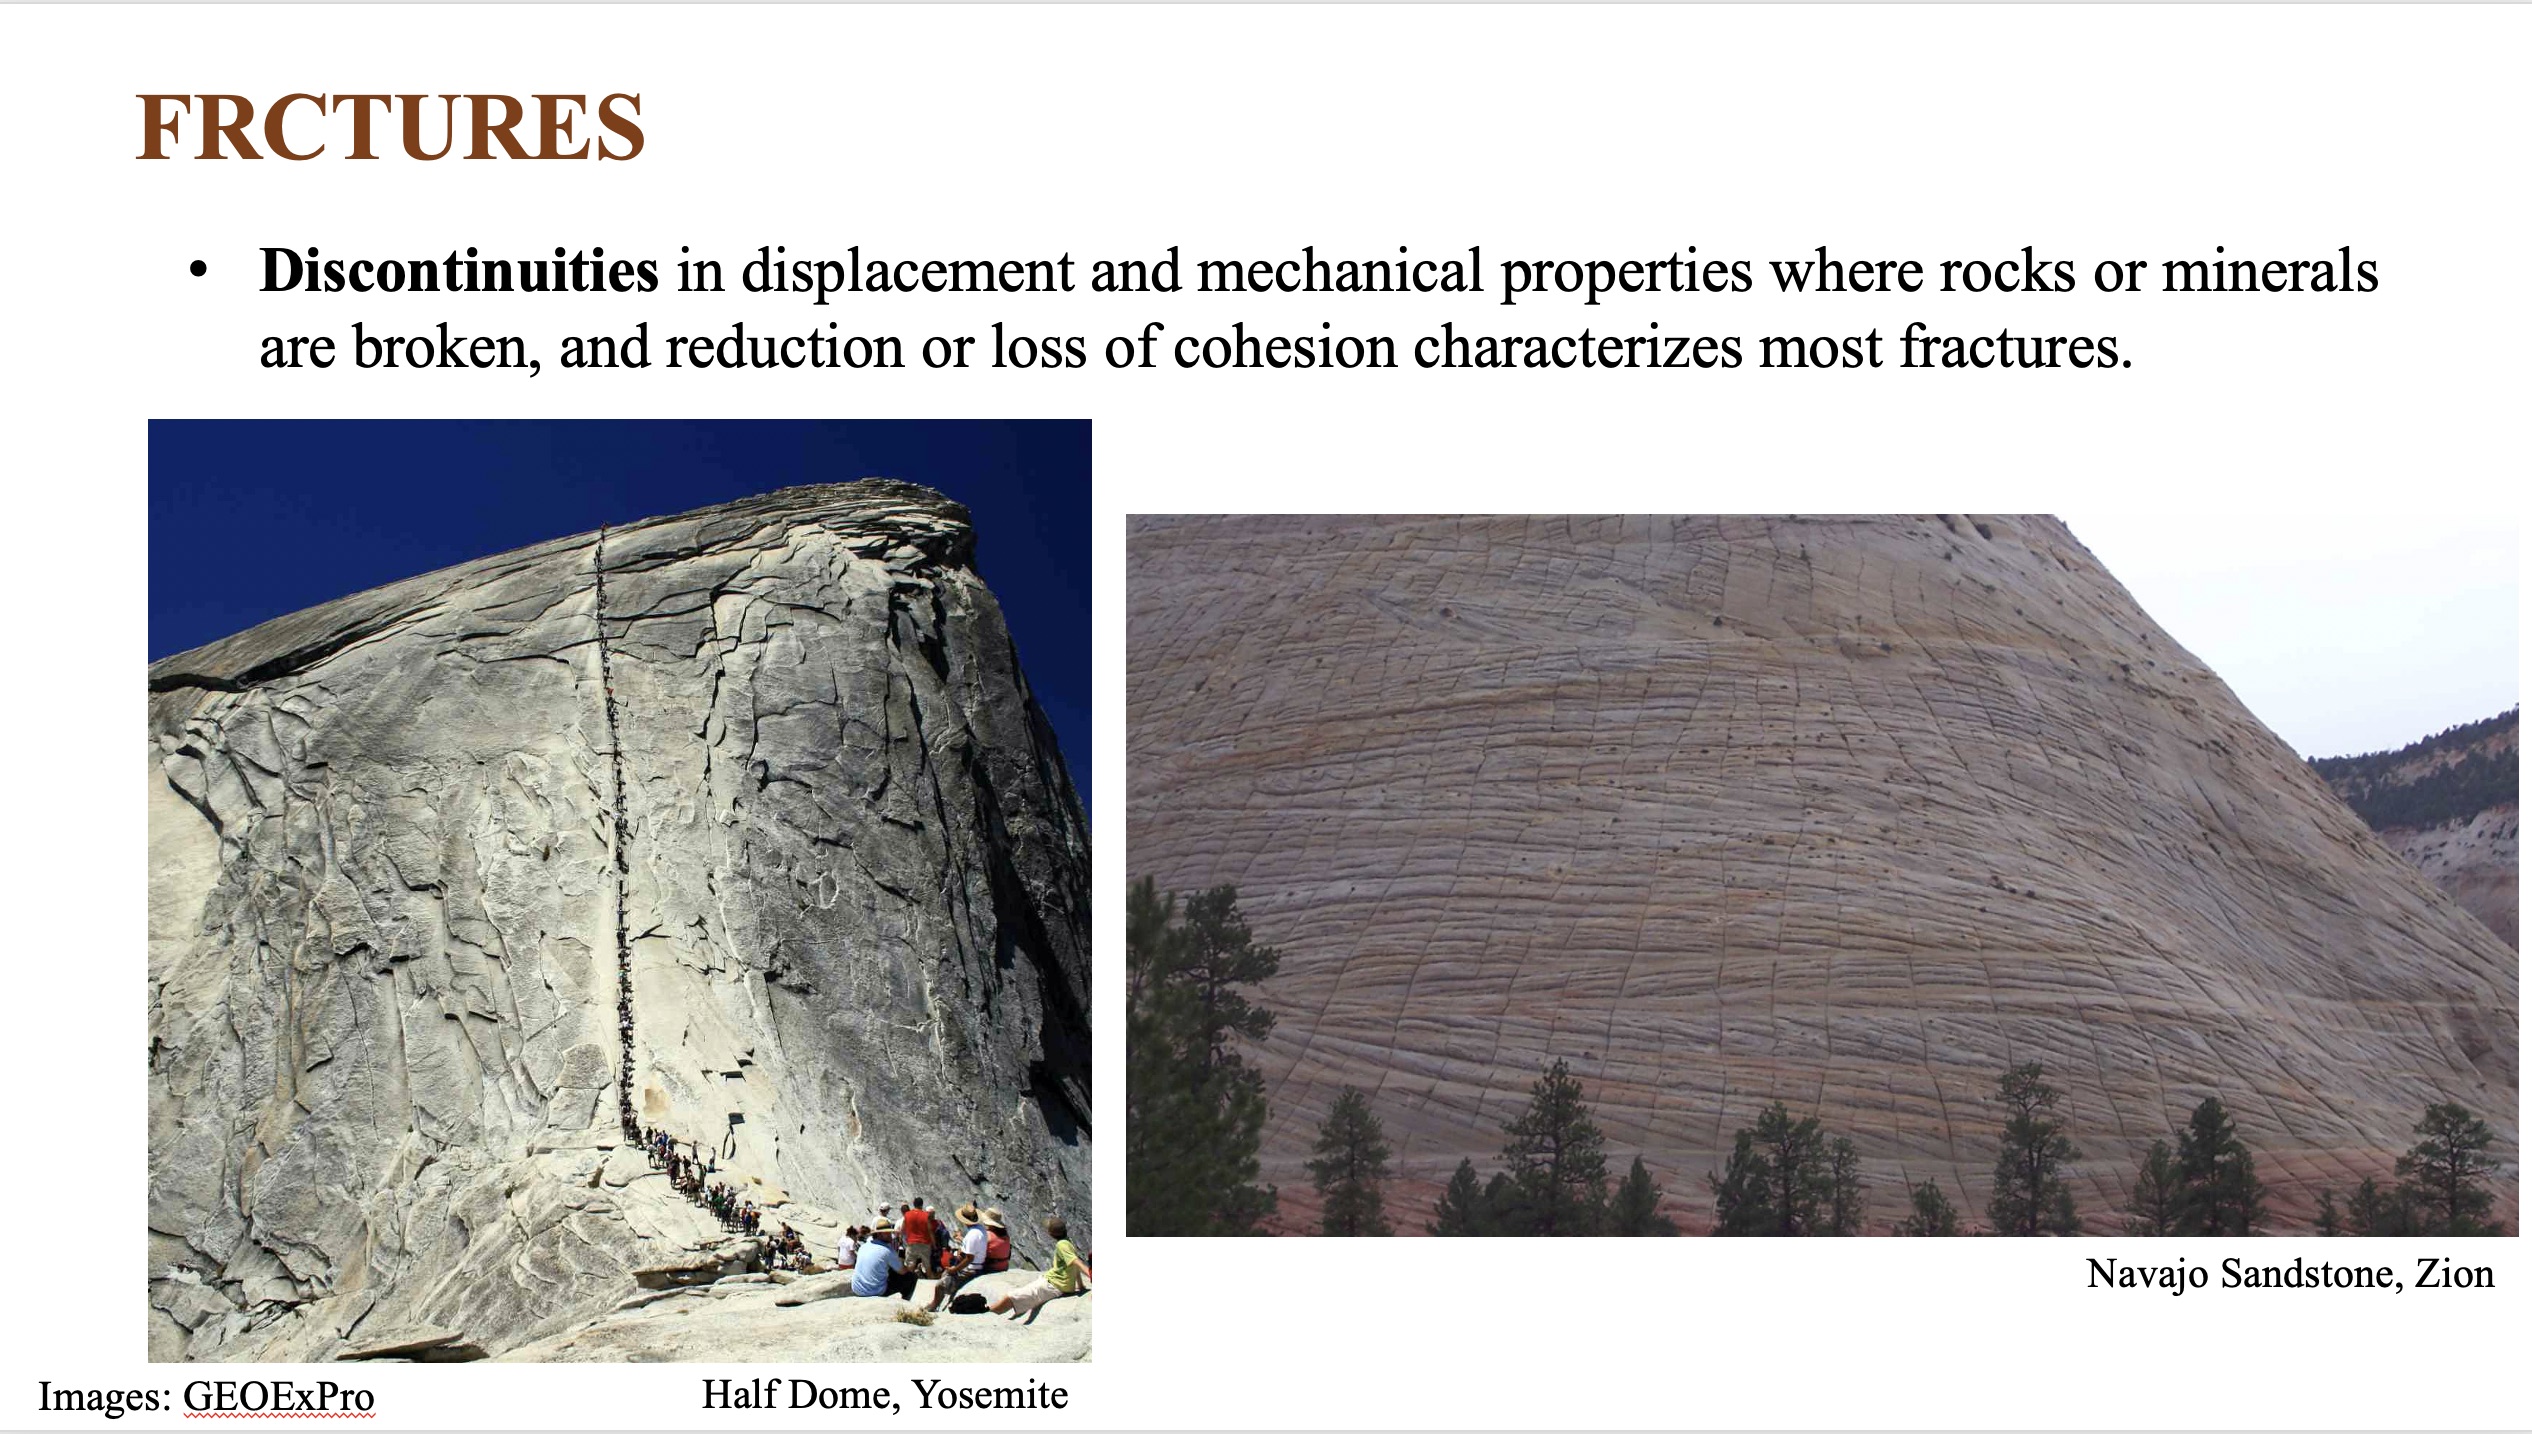 FRCTURES
• Discontinuities in displacement and mechanical properties where rocks or minerals
are broken, and reduction or loss of cohesion characterizes most fractures.
Navajo Sandstone, Zion
Images: GEOExPro
Half Dome, Yosemite